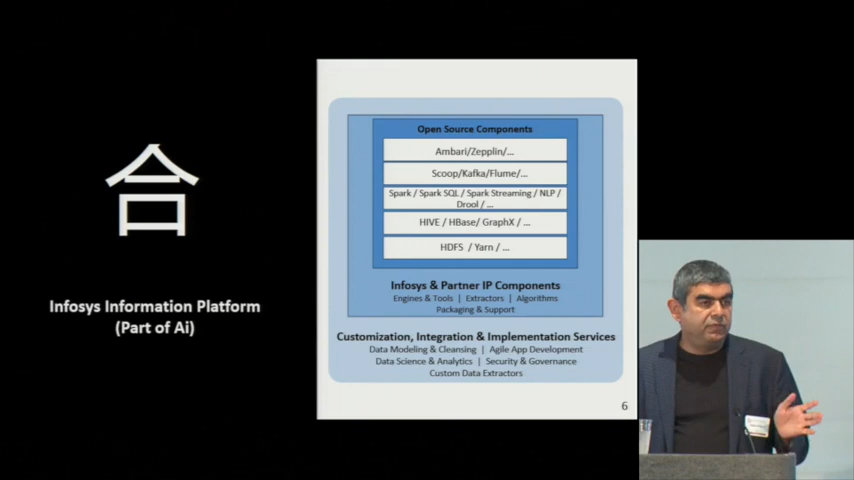 合
Infosys Information Platform
(Part of Ai)
Open Source Components
Ambari/Zepplin/...
Scoop/Kafka/Flume/...
Spark / Spark SQL / Spark Streaming / NLP /
Drool / ...
HIVE / HBase/ GraphX / ...
HDFS / Yarn / ...
Infosys & Partner IP Components
Engines & Tools | Extractors | Algorithms
Packaging & Support
Customization, Integration & Implementation Services
Data Modeling & Cleansing | Agile App Development
Data Science & Analytics | Security & Governance
Custom Data Extractors
6